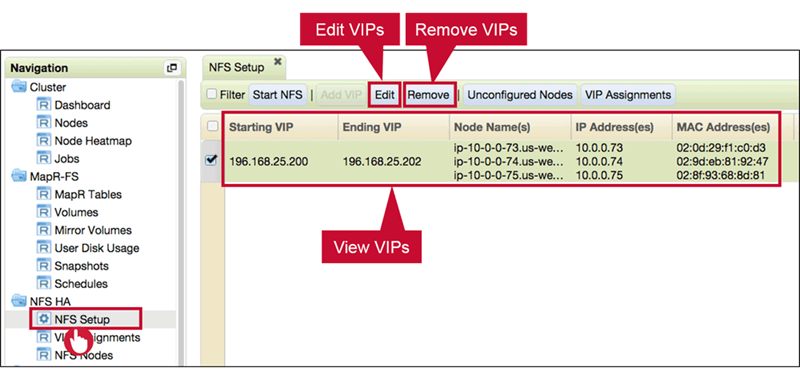 Edit VIPs Remove VIPs
Navigation
Cluster
Dashboard
Nodes
Node Heatmap
Jobs
MapR-FS
MapR Tables
Volumes
Mirror Volumes
User Disk Usage
Snapshots
Schedules
NFS HA
NFS Setup
VIP Assignments
NFS Nodes
NFS Setup
Filter Start NFS | Add VIP Edit Remove | Unconfigured Nodes VIP Assignments
Starting VIP Ending VIP Node Name(s) IP Address(es) MAC Address(es)
196.168.25.200 196.168.25.202 ip-10-0-0-73.us-we... 10.0.0.73 02:0d:29:f1:c0:d3
ip-10-0-0-74.us-we... 10.0.0.74 02:9d:eb:81:92:47
ip-10-0-0-75.us-we... 10.0.0.75 02:8f:93:68:8d:81
View VIPs